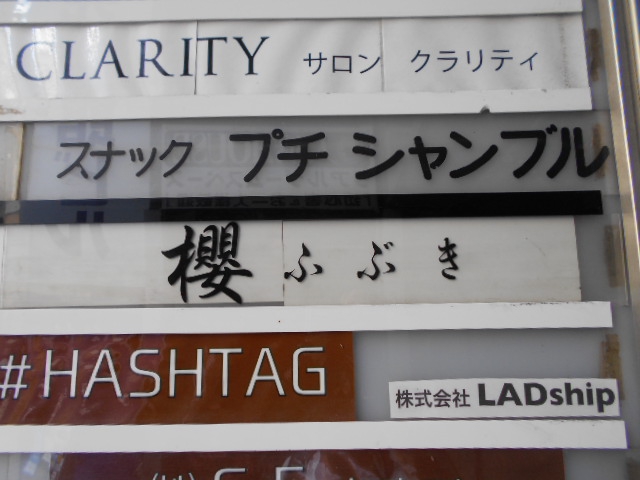 CLARITY サロン クラリティ
スナック プチ シャンブル
櫻ふぶき
#HASHTAG
株式会社 LADship